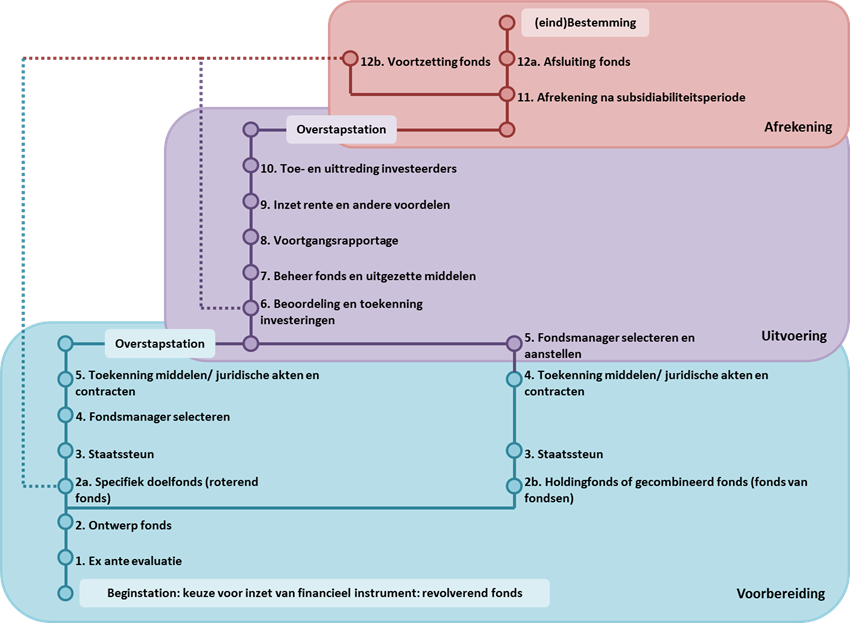 (eind)Bestemming
12b. Voortzetting fonds
12a. Afsluiting fonds
11. Afrekening na subsidiabiliteitsperiode
Afrekening
Overstapstation
10. Toe- en uittreding investeerders
9. Inzet rente en andere voordelen
8. Voortgangsrapportage
7. Beheer fonds en uitgezette middelen
6. Beoordeling en toekenning
investeringen
Uitvoering
Overstapstation
5. Fondsmanager selecteren en
aanstellen
5. Toekenning middelen/ juridische akten en
contracten
4. Toekenning middelen/ juridische akten en
contracten
4. Fondsmanager selecteren
3. Staatssteun
3. Staatssteun
2a. Specifiek doelfonds (roterend
fonds)
2b. Holdingfonds of gecombineerd fonds (fonds van
fondsen)
2. Ontwerp fonds
1. Ex ante evaluatie
Beginstation: keuze voor inzet van financieel instrument: revolverend fonds
Voorbereiding